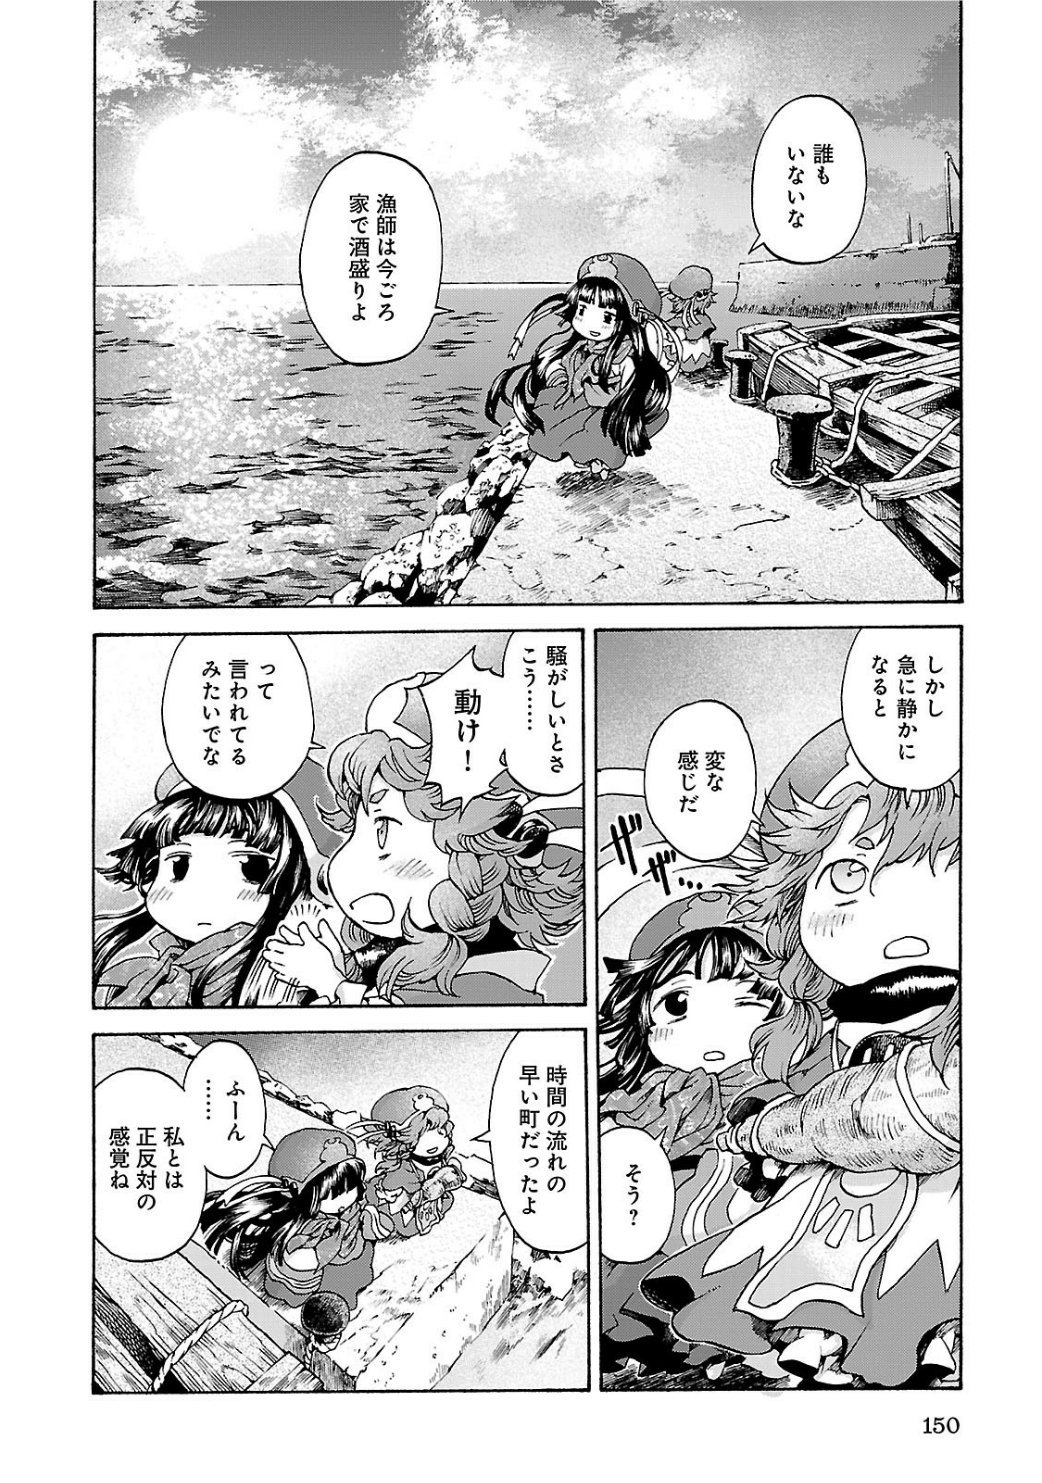 誰も
いないな
漁師は今ごろ
家で酒盛りよ
しかし
急に静かに
なると
変な
感じだ
ザザ…
そう?
騒がしいとさ
こう……
動け!
って
言われてる
みたいでな
時間の流れの
早い町だったよ
ふーん
……
私とは
正反対の
感覚ね
150